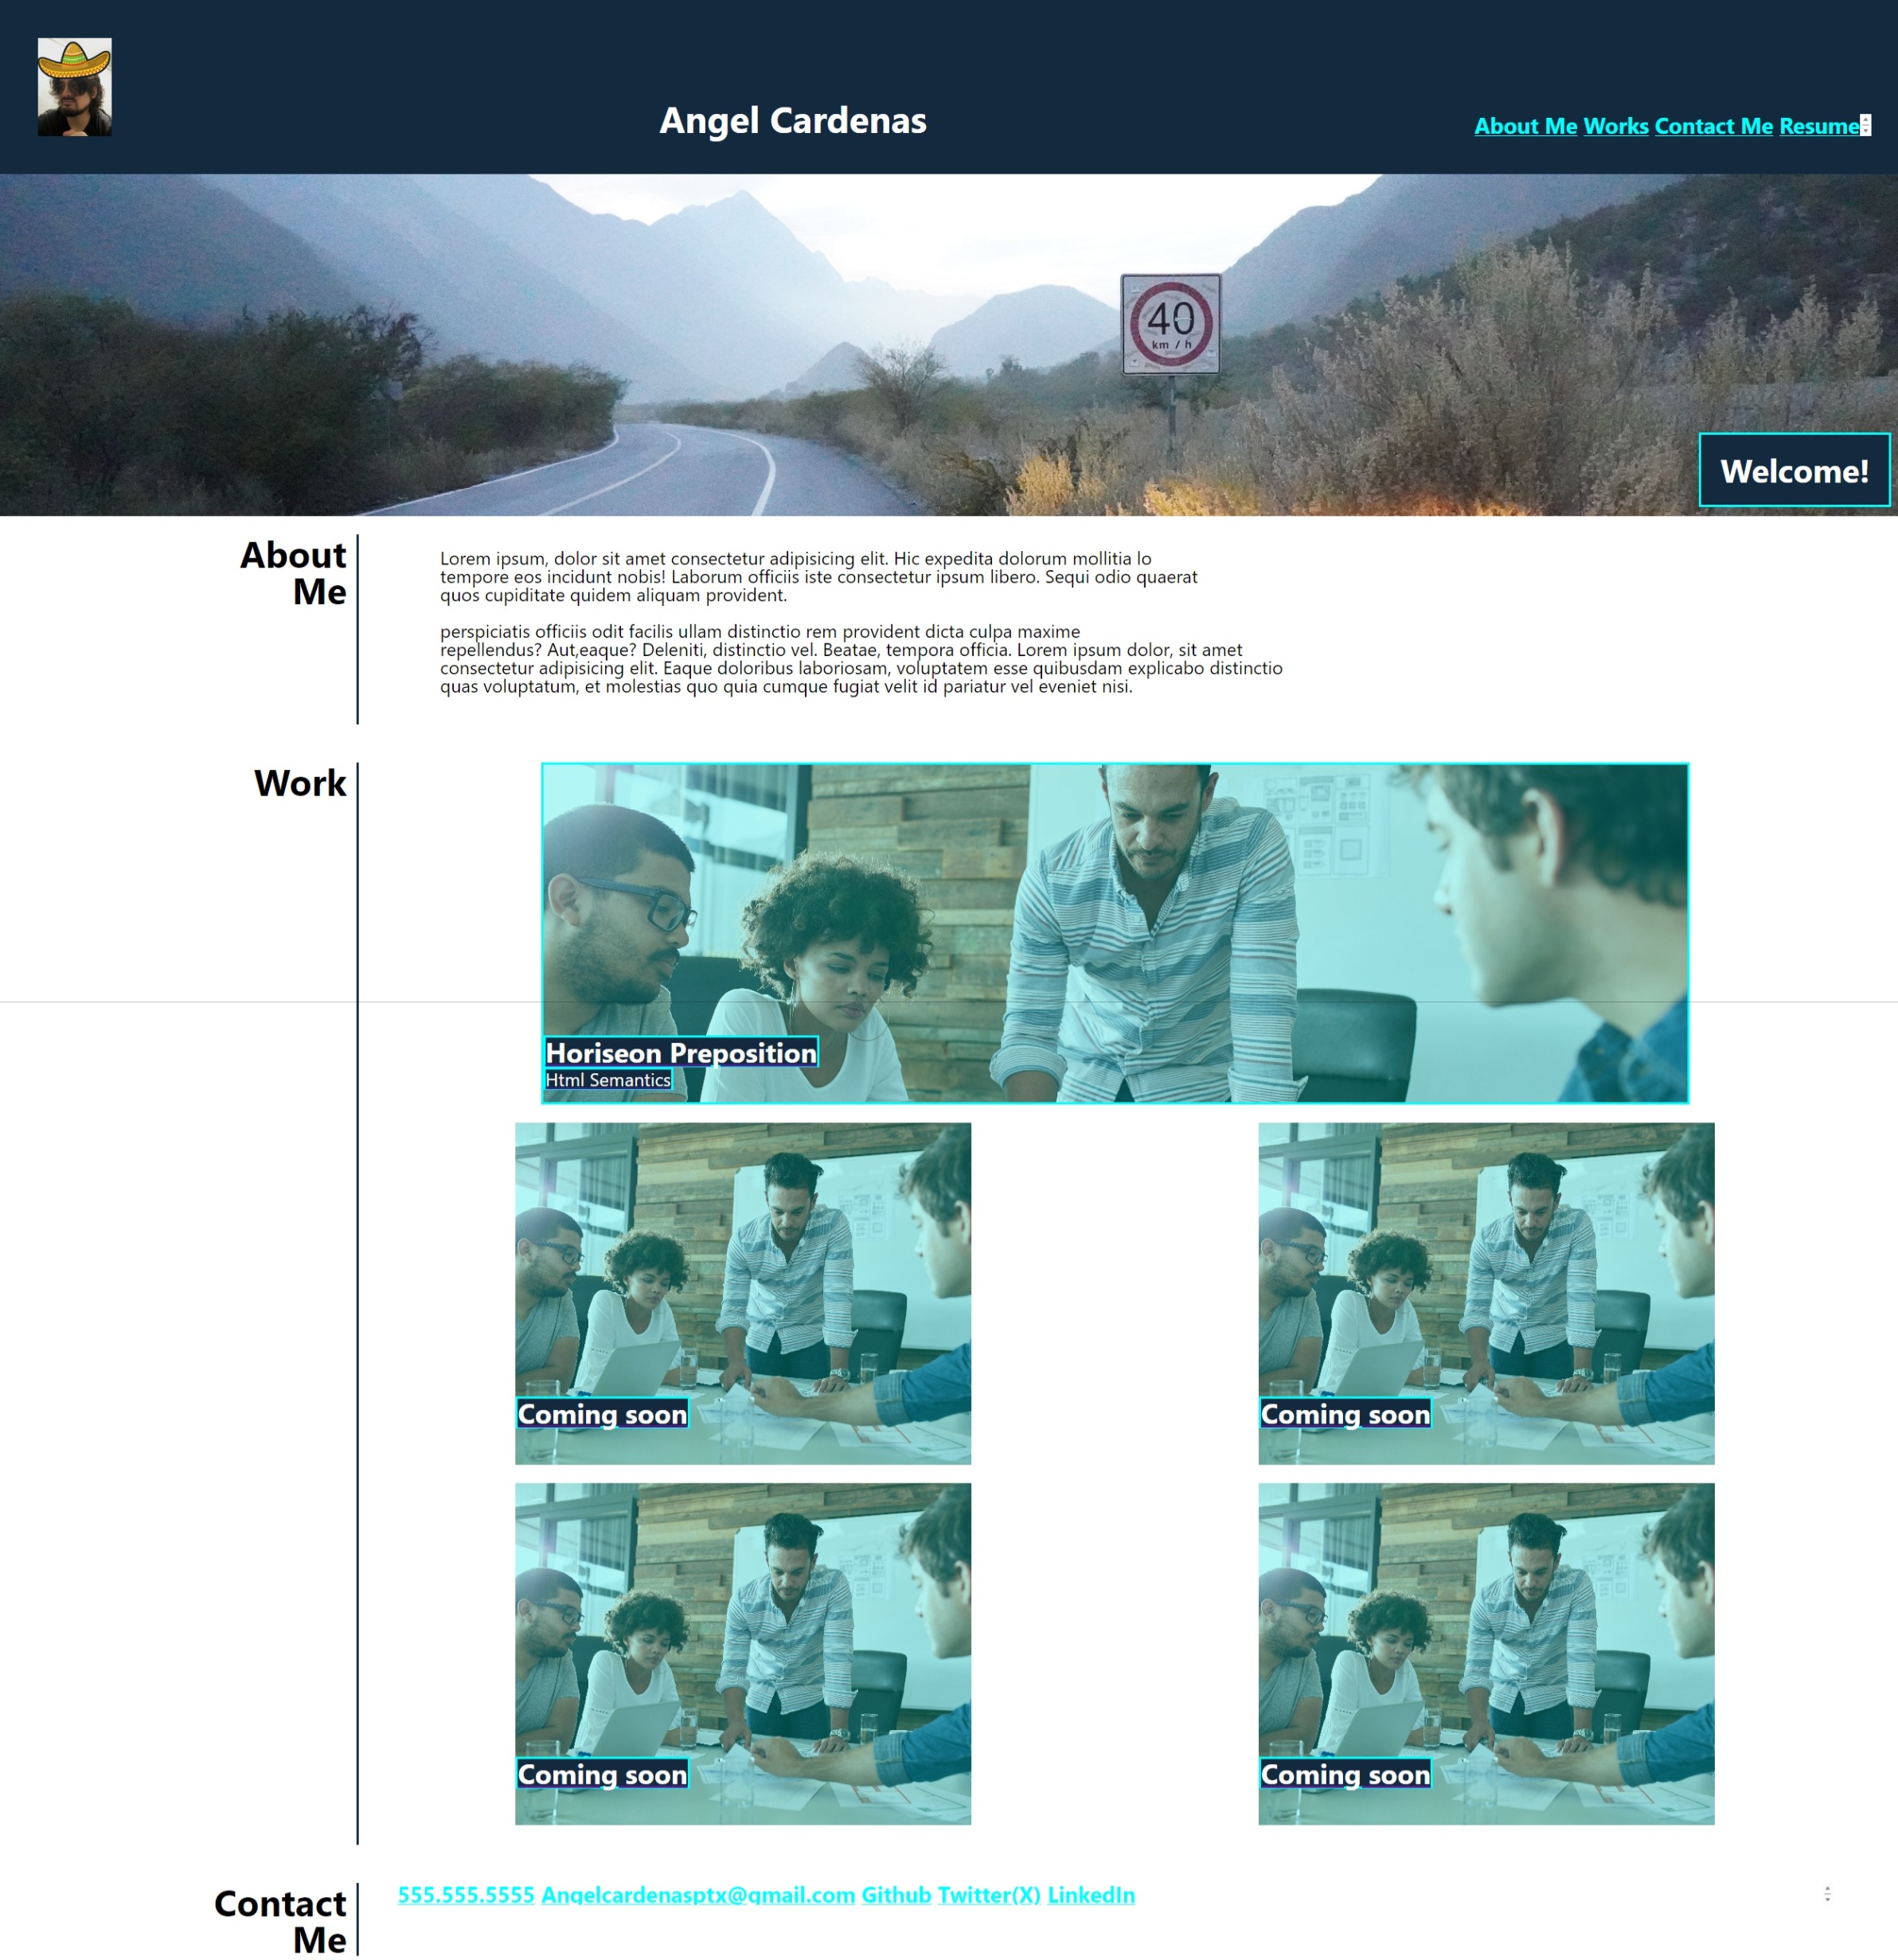 Angel Cardenas
About Me Works Contact Me Resume
40
km / h
Welcome!
About
Me
Lorem ipsum, dolor sit amet consectetur adipisicing elit. Hic expedita dolorum mollitia lo
tempore eos incidunt nobis! Laborum officiis iste consectetur ipsum libero. Sequi odio quaerat
quos cupiditate quidem aliquam provident.
perspiciatis officiis odit facilis ullam distinctio rem provident dicta culpa maxime
repellendus? Aut,eaque? Deleniti, distinctio vel. Beatae, tempora officia. Lorem ipsum dolor, sit amet
consectetur adipisicing elit. Eaque doloribus laboriosam, voluptatem esse quibusdam explicabo distinctio
quas voluptatum, et molestias quo quia cumque fugiat velit id pariatur vel eveniet nisi.
Work
Horiseon Preposition
Html Semantics
Coming soon
Coming soon
Coming soon
Coming soon
Contact
Me
555.555.5555 Angelcardenasptx@gmail.com Github Twitter(X) LinkedIn